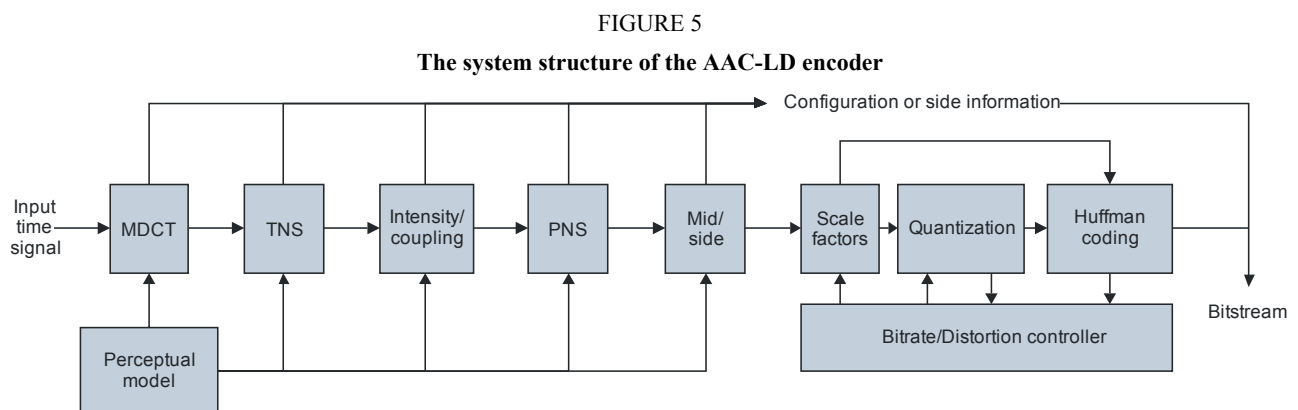 FIGURE 5
The system structure of the AAC-LD encoder
Configuration or side information
Input
time
signal
MDCT
TNS
Intensity/
coupling
PNS
Mid/
side
Scale
factors
Quantization
Huffman
coding
Perceptual
model
Bitrate/Distortion controller
Bitstream